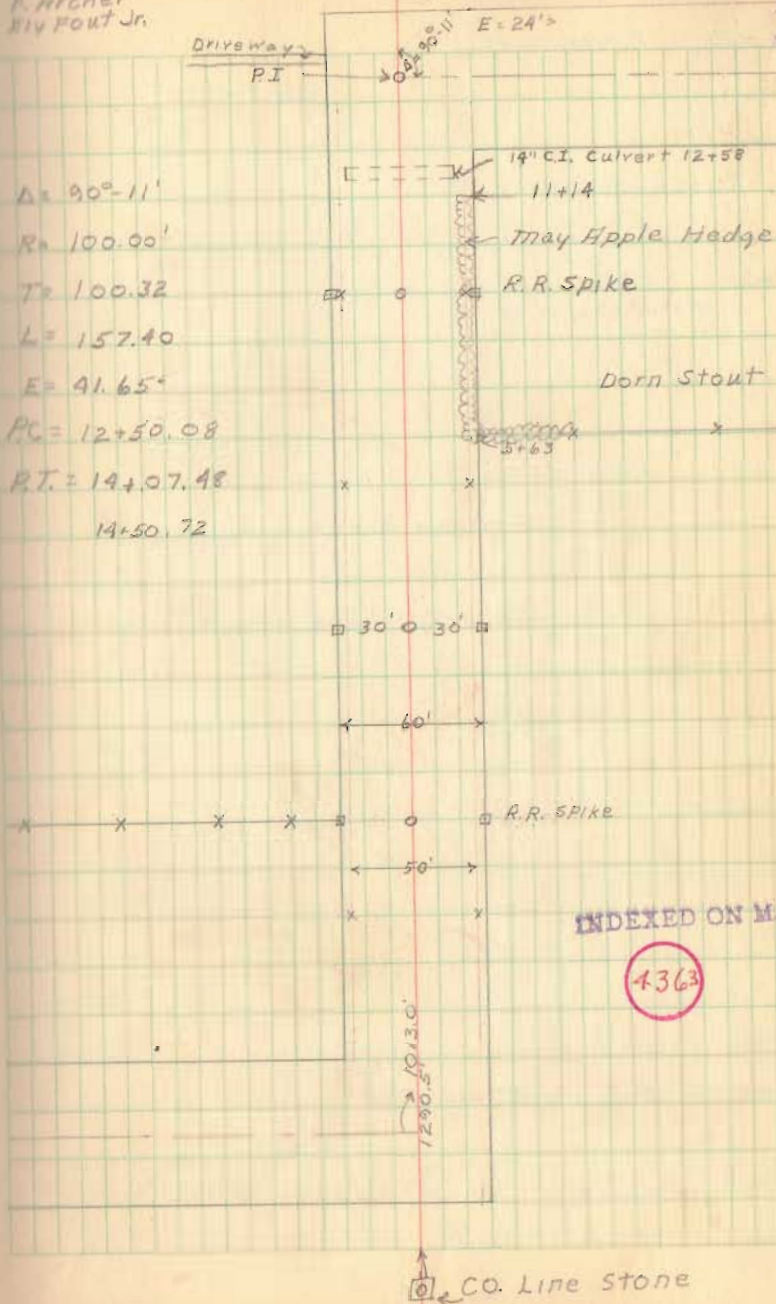 P. Archer
Fout Jr.
E = 24's
Driveway
P.I
Δ = 90°-11'
14" C.I. Culvert 12+58
11+14
Δ = 90°-11'
May Apple Hedge
R = 100.00'
R.R. Spike
T = 100.32
L = 157.40
Dorn Stout
E = 41.65'
5+63
P.C = 12+50.08
P.T. = 14+07.48
14+50.72
30' 30'
60'
R.R. Spike
50'
INDEXED ON M
4363
1290.5' 1013.0'
CO. Line Stone